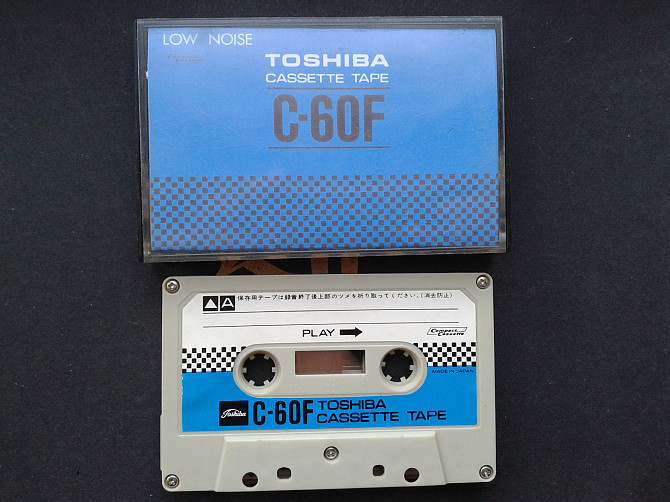 LOW NOISE
TOSHIBA
CASSETTE TAPE
C-60F
A
保存用テープは録音終了後上部のツメを折り取ってください。(消去防止)
PLAY
Compact
Cassette
MADE IN JAPAN
Toshiba
C-60F TOSHIBA
CASSETTE TAPE